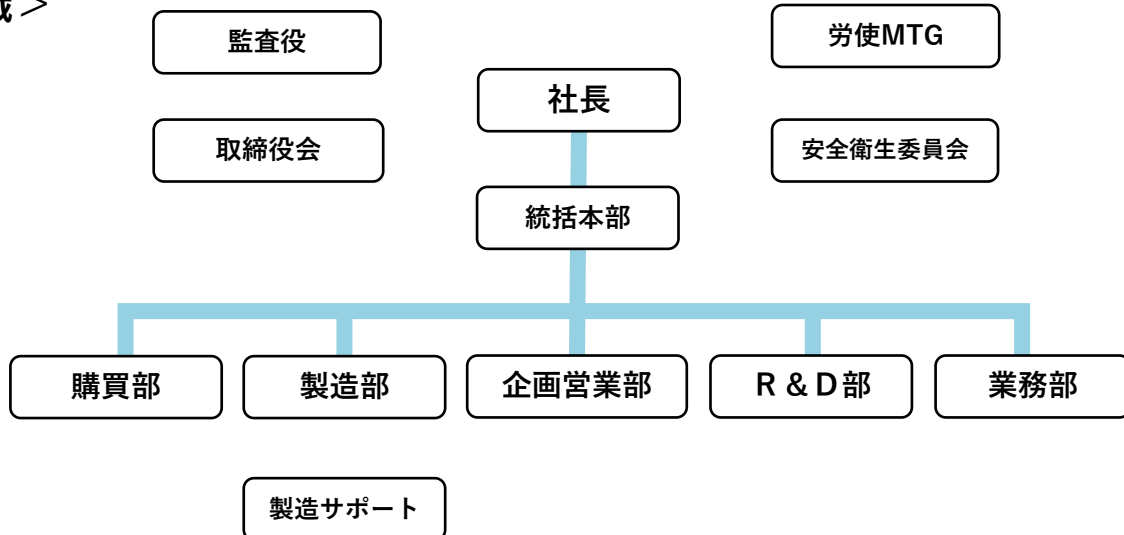 ＞
監査役
労使MTG
社長
取締役会
安全衛生委員会
統括本部
購買部
製造部
企画営業部
R＆D部
業務部
製造サポート